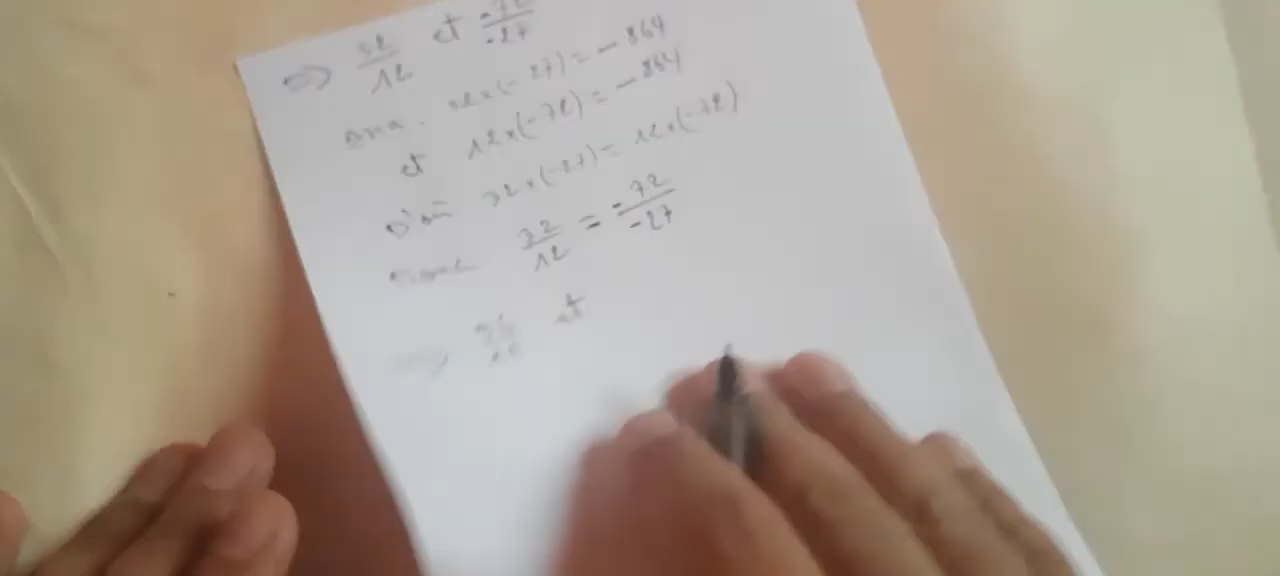 => 32/12 et -72/-27
on a : 32×(-27) = -864
et 12×(-72) = -864
D'où 32×(-27) = 12×(-72)
Donc 32/12 = -72/-27
=> et